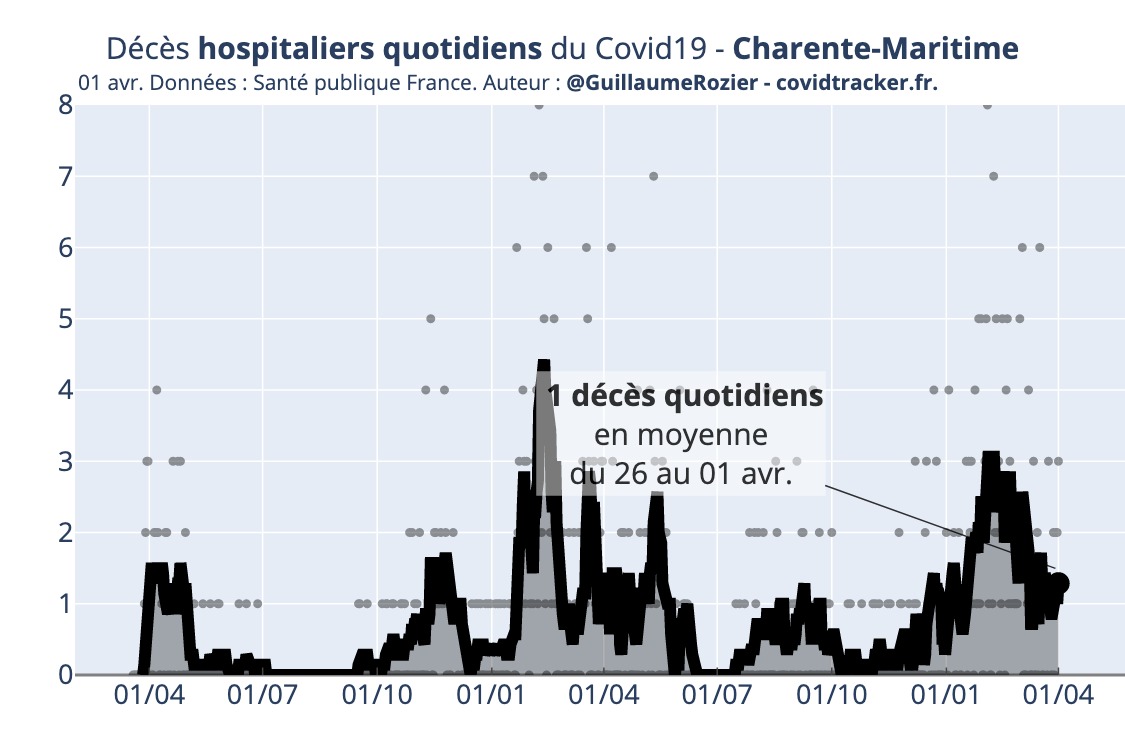 Décès hospitaliers quotidiens du Covid19 - Charente-Maritime
01 avr. Données : Santé publique France. Auteur : @GuillaumeRozier - covidtracker.fr.
8
7
6
5
4
3
2
1
0
1 décès quotidiens
en moyenne
du 26 au 01 avr.
01/04 01/07 01/10 01/01 01/04 01/07 01/10 01/01 01/04